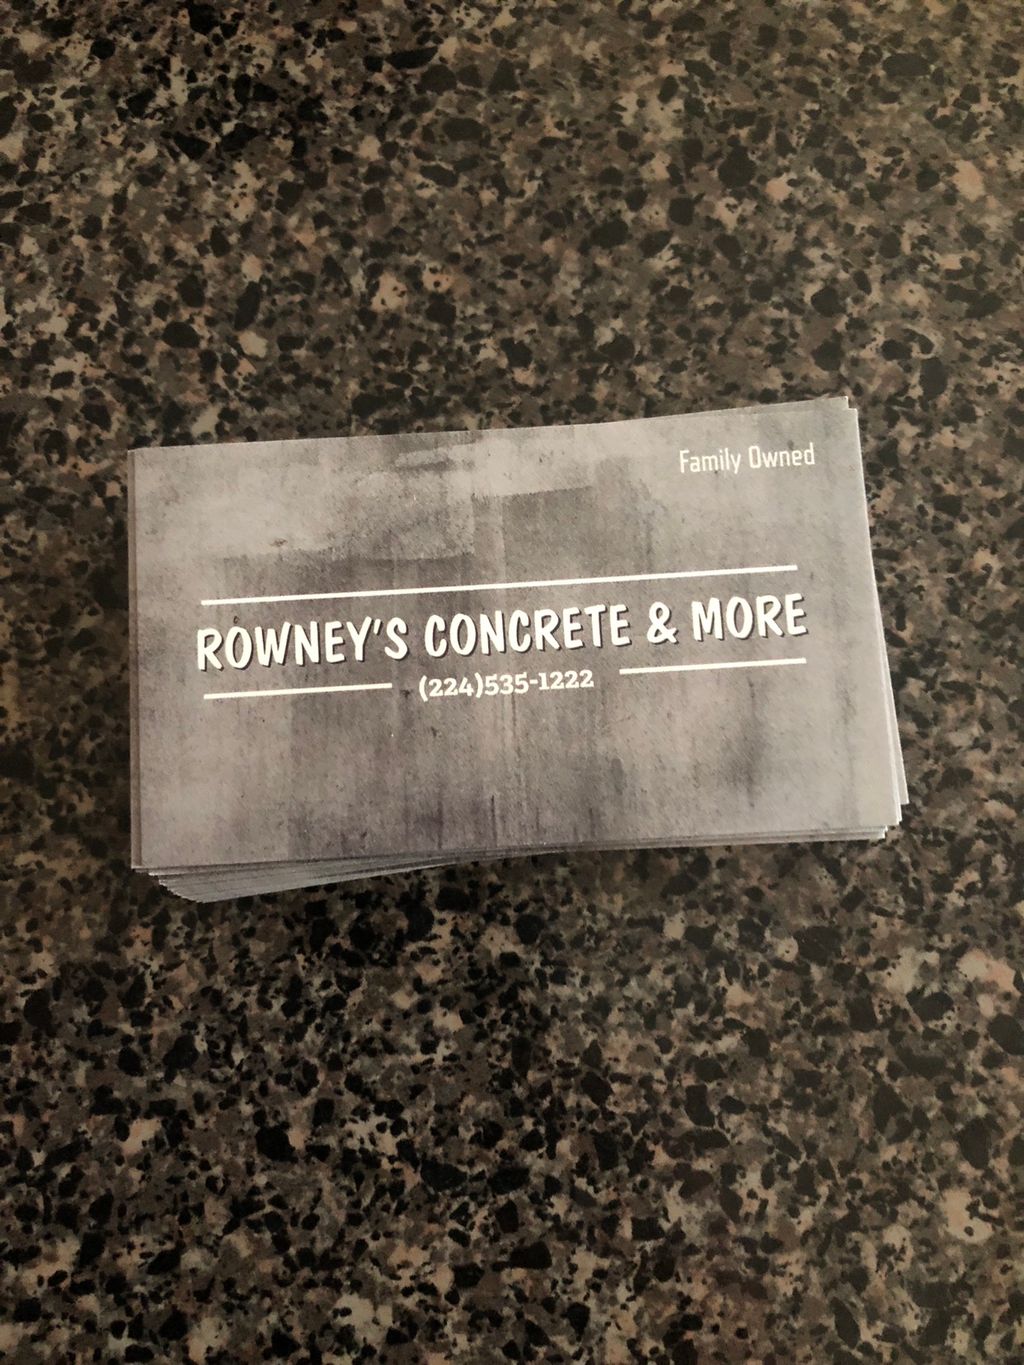 Family Owned
ROWNEY'S CONCRETE & MORE
(224)535-1222